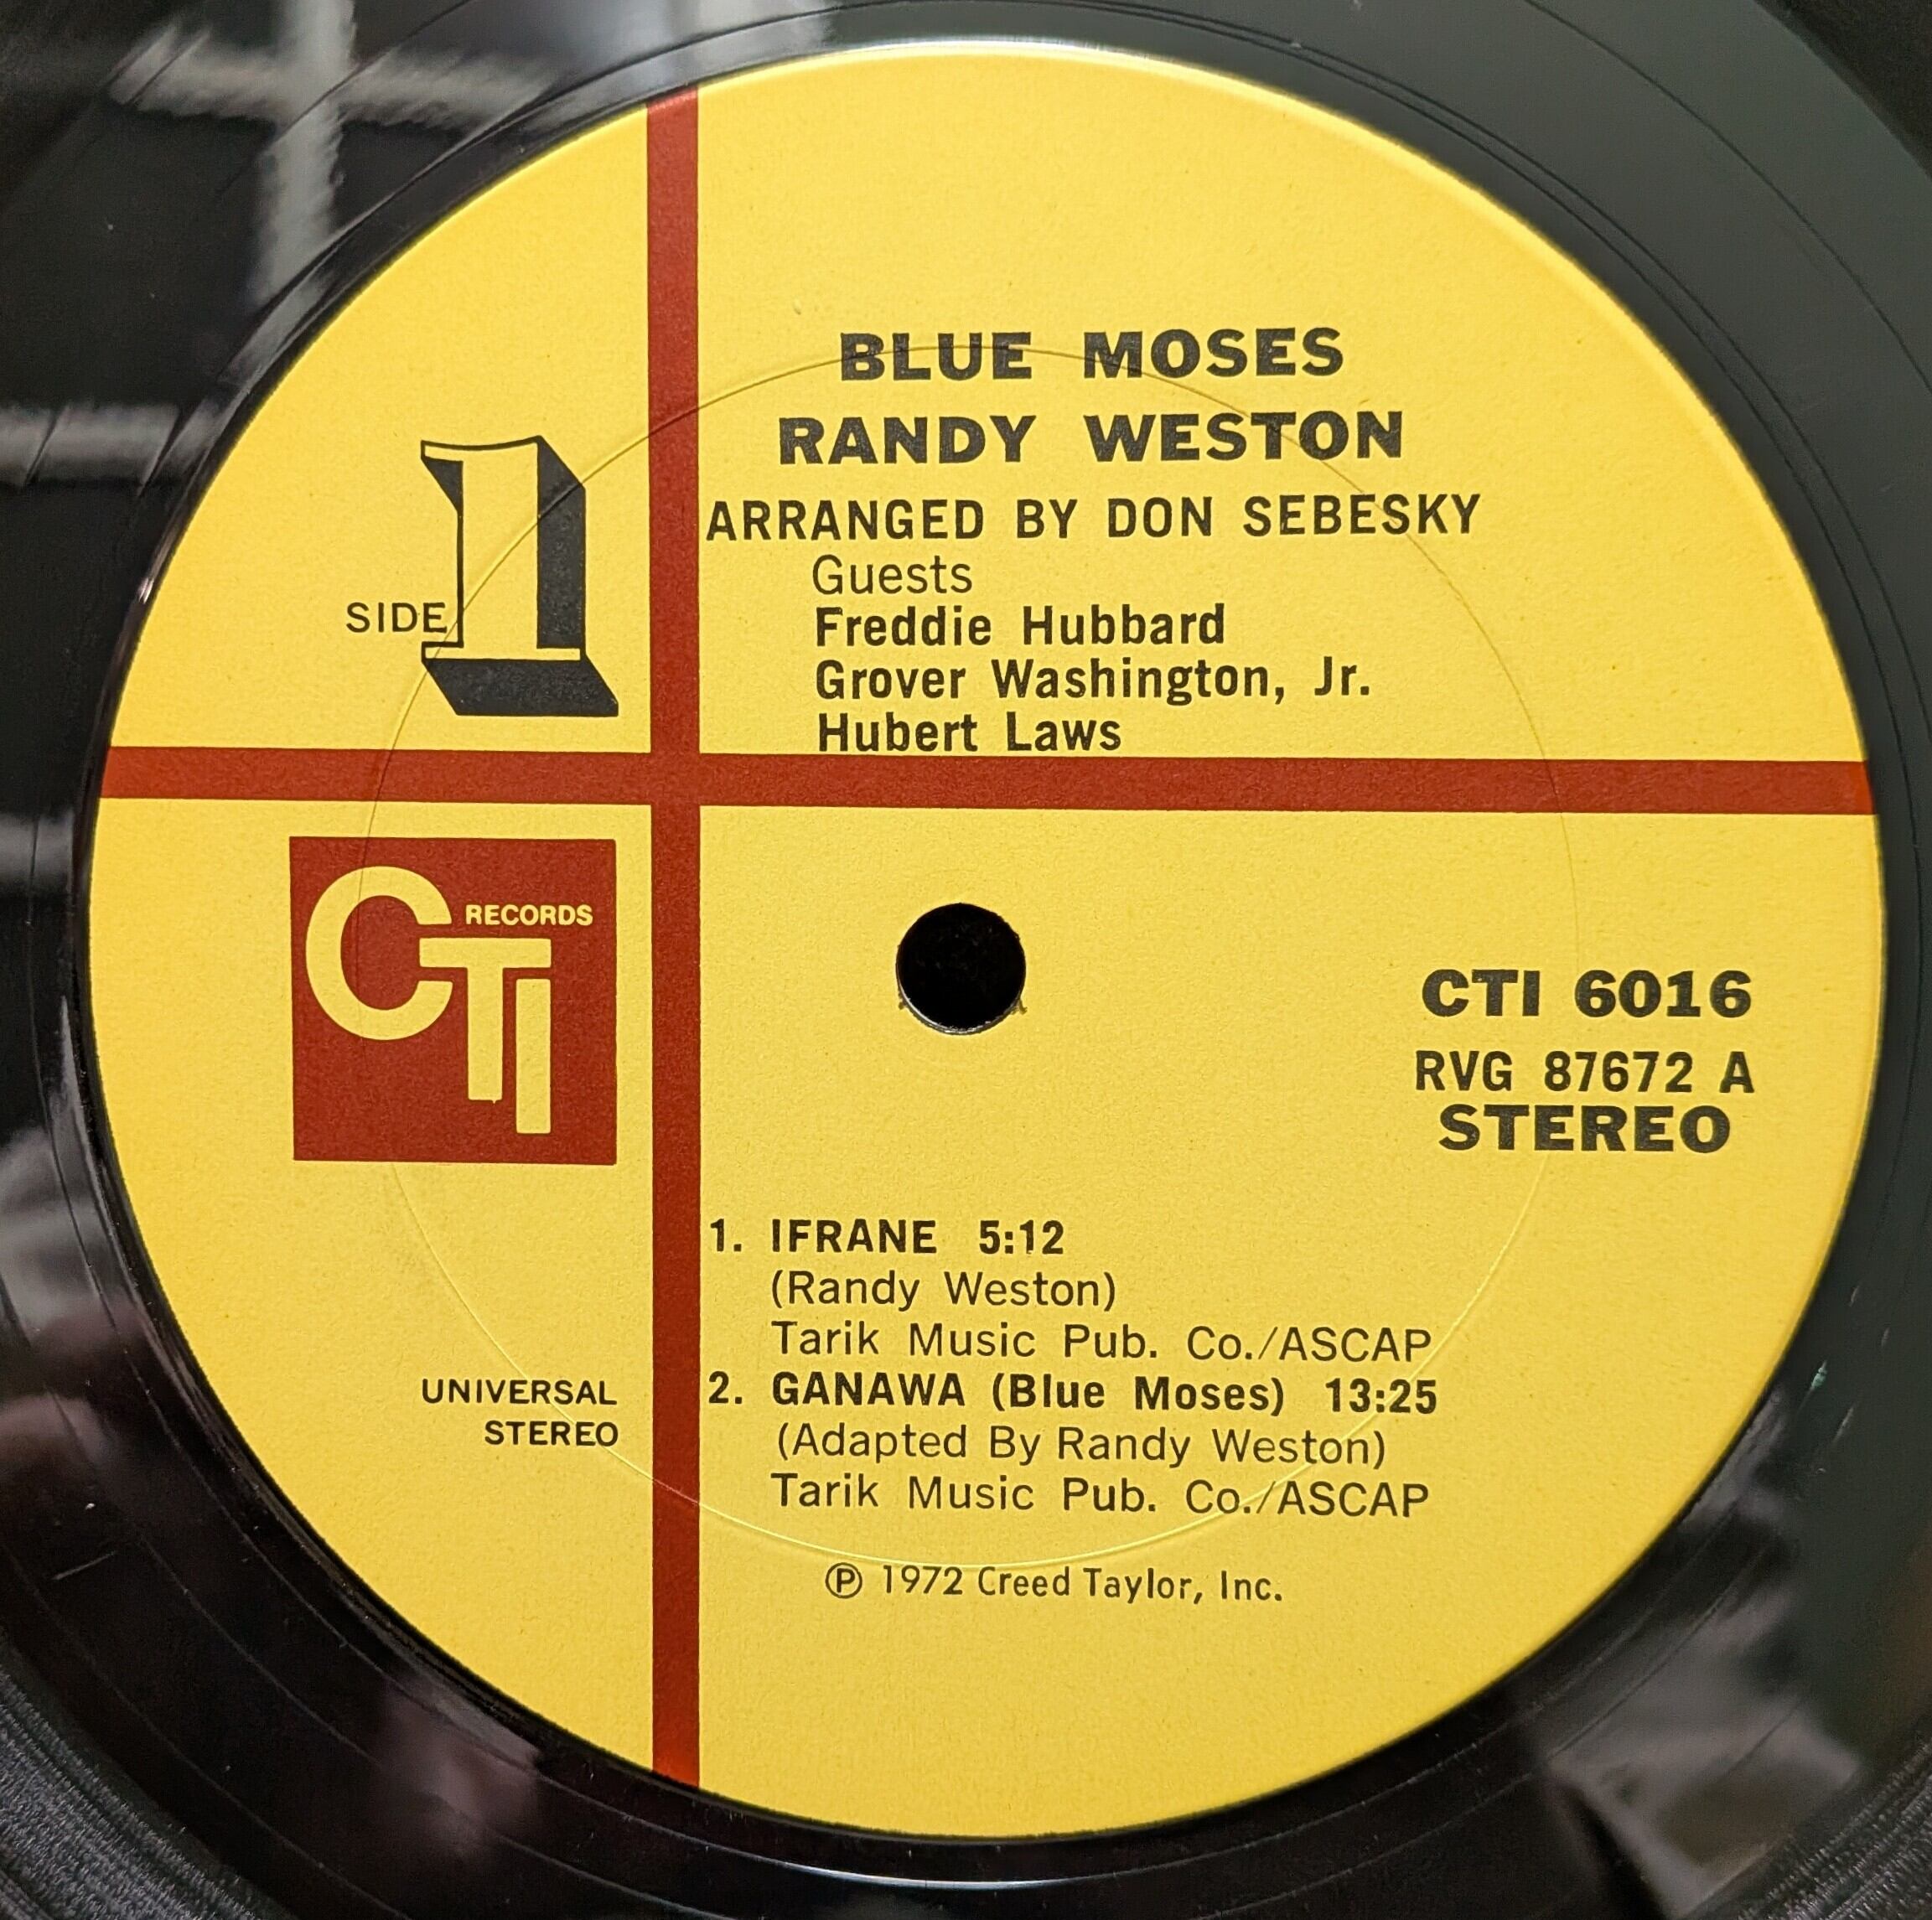 BLUE MOSES
RANDY WESTON
ARRANGED BY DON SEBESKY
Guests
Freddie Hubbard
Grover Washington, Jr.
Hubert Laws
SIDE 1
CTI RECORDS
CTI 6016
RVG 87672 A
STEREO
UNIVERSAL
STEREO
1. IFRANE 5:12
(Randy Weston)
Tarik Music Pub. Co./ASCAP
2. GANAWA (Blue Moses) 13:25
(Adapted By Randy Weston)
Tarik Music Pub. Co./ASCAP
℗ 1972 Creed Taylor, Inc.